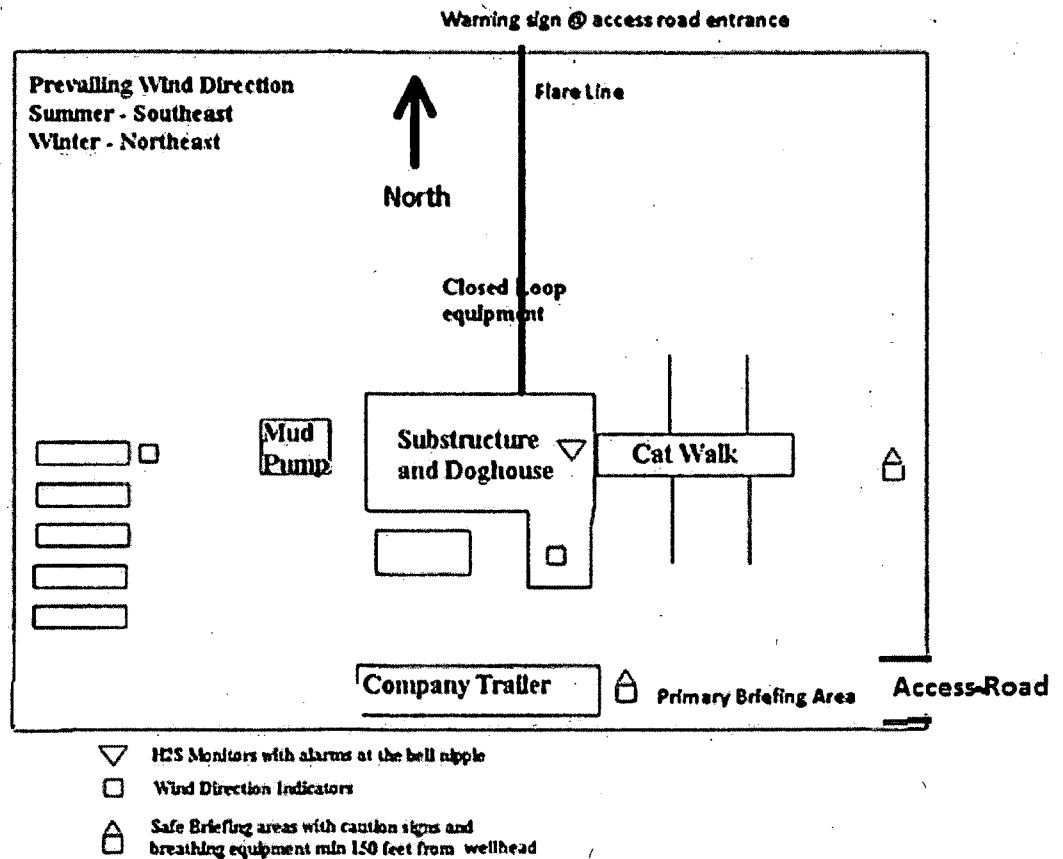 Warning sign @ access road entrance
Prevailing Wind Direction
Summer - Southeast
Winter - Northeast
Flare Line
North
Closed Loop
equipment
Mud
Pump
Substructure
and Doghouse
Cat Walk
Company Trailer
Primary Briefing Area
Access Road
H2S Monitors with alarms at the bell nipple
Wind Direction Indicators
Safe Briefing areas with caution signs and
breathing equipment min 150 feet from wellhead